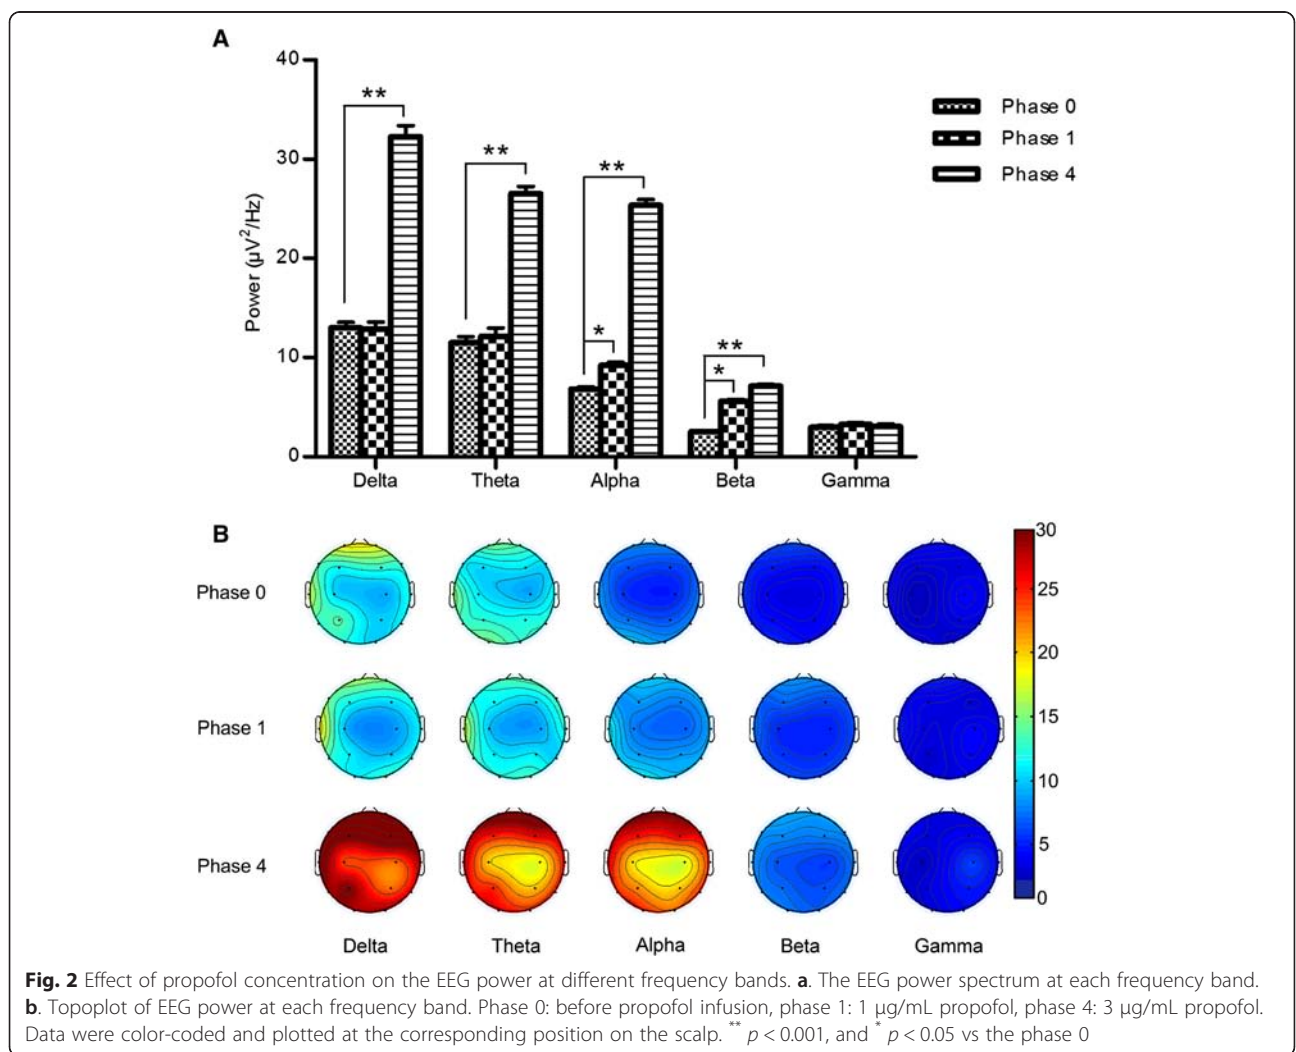 A
40
30
20
10
0
Power (µV²/Hz)
**
**
**
*
**
*
Phase 0
Phase 1
Phase 4
Delta Theta Alpha Beta Gamma
B
Phase 0
Phase 1
Phase 4
30
25
20
15
10
5
0
Delta Theta Alpha Beta Gamma
Fig. 2 Effect of propofol concentration on the EEG power at different frequency bands. a. The EEG power spectrum at each frequency band.
b. Topoplot of EEG power at each frequency band. Phase 0: before propofol infusion, phase 1: 1 µg/mL propofol, phase 4: 3 µg/mL propofol.
Data were color-coded and plotted at the corresponding position on the scalp. ** p < 0.001, and * p < 0.05 vs the phase 0